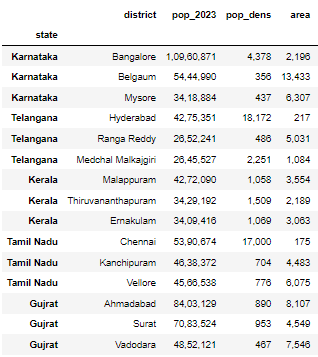 district pop_2023 pop_dens area
state
Karnataka Bangalore 1,09,60,871 4,378 2,196
Karnataka Belgaum 54,44,990 356 13,433
Karnataka Mysore 34,18,884 437 6,307
Telangana Hyderabad 42,75,351 18,172 217
Telangana Ranga Reddy 26,52,241 486 5,031
Telangana Medchal Malkajgiri 26,45,527 2,251 1,084
Kerala Malappuram 42,72,090 1,058 3,554
Kerala Thiruvananthapuram 34,29,192 1,509 2,189
Kerala Ernakulam 34,09,416 1,069 3,063
Tamil Nadu Chennai 53,90,674 17,000 175
Tamil Nadu Kanchipuram 46,38,372 704 4,483
Tamil Nadu Vellore 45,66,538 776 6,075
Gujrat Ahmadabad 84,03,129 890 8,107
Gujrat Surat 70,83,524 953 4,549
Gujrat Vadodara 48,52,121 467 7,546